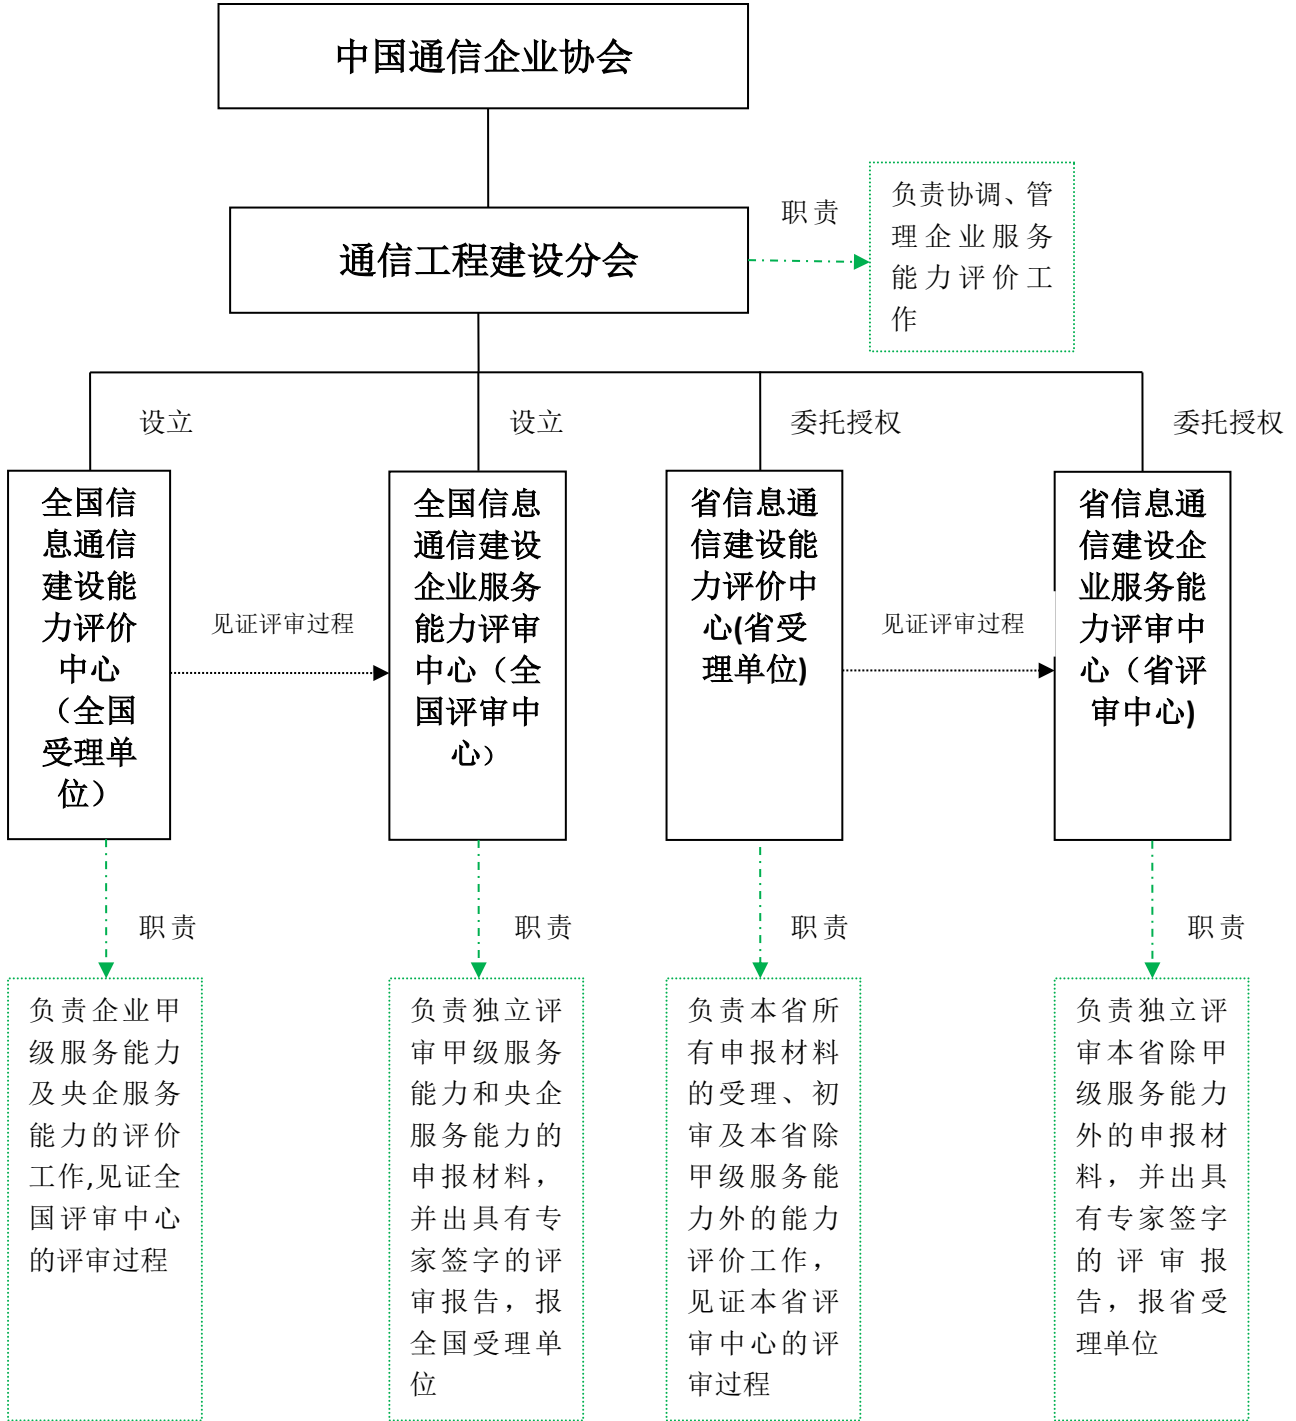 中国通信企业协会
通信工程建设分会
职责
负责协调、管
理企业服务
能力评价工
作
设立
设立
委托授权
委托授权
全国信
息通信
建设能
力评价
中心
（全国
受理单
位）
见证评审过程
全国信息
通信建设
企业服务
能力评审
中心（全
国评审中
心）
省信息通
信建设能
力评价中
心(省受
理单位)
见证评审过程
省信息通
信建设企
业服务能
力评审中
心（省评
审中心)
职责
职责
职责
职责
负责企业甲
级服务能力
及央企服务
能力的评价
工作,见证全
国评审中心
的评审过程
负责独立评
审甲级服务
能力和央企
服务能力的
申报材料，
并出具有专
家签字的评
审报告，报
全国受理单
位
负责本省所
有申报材料
的受理、初
审及本省除
甲级服务能
力外的能力
评价工作，
见证本省评
审中心的评
审过程
负责独立评
审本省除甲
级服务能力
外的申报材
料，并出具
有专家签字
的评审报
告，报省受
理单位